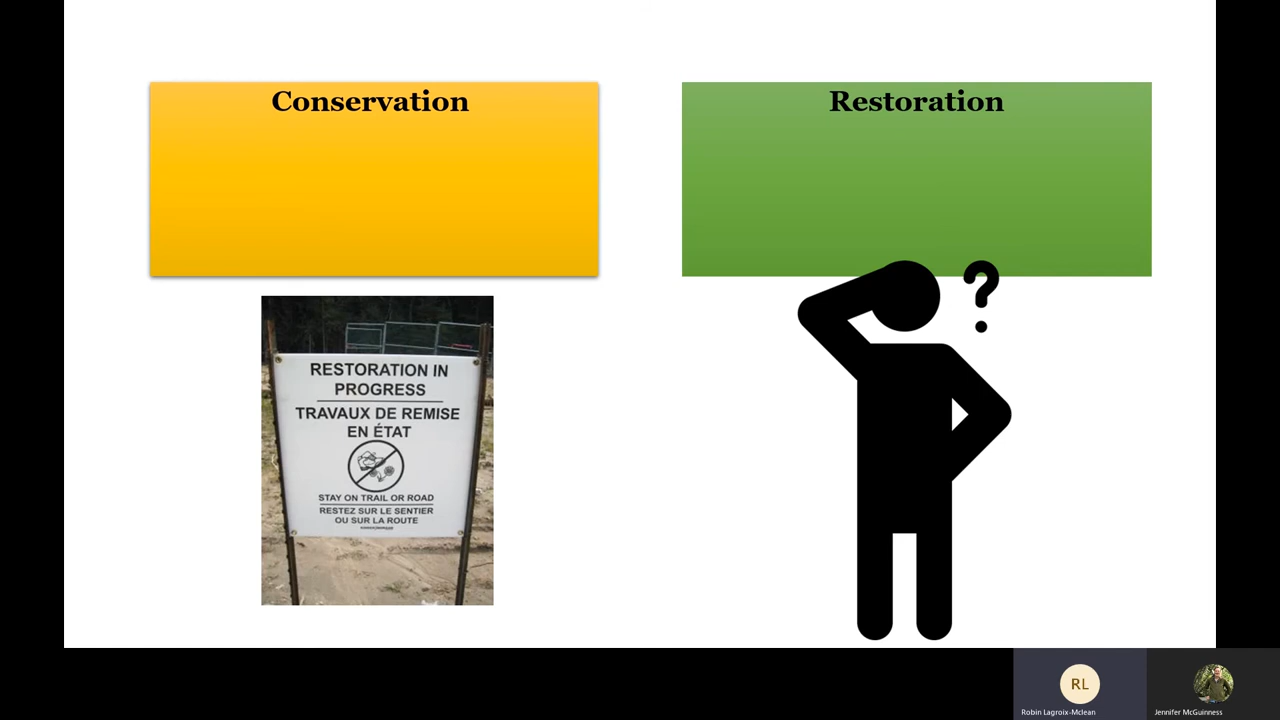 Conservation
Restoration
?
RESTORATION IN
PROGRESS
TRAVAUX DE REMISE
EN ÉTAT
STAY ON TRAIL OR ROAD
RESTEZ SUR LE SENTIER
OU SUR LA ROUTE
RL
Robin Lagroix-Mclean
Jennifer McGuinness